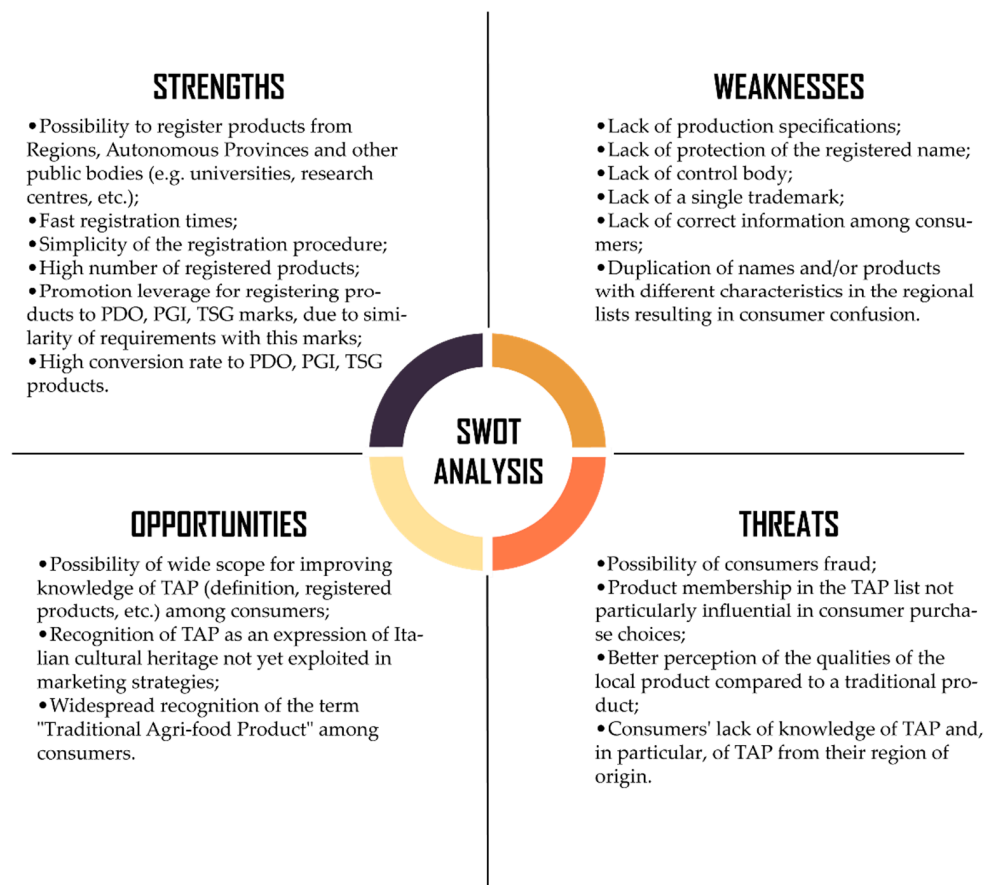 STRENGTHS
•Possibility to register products from
Regions, Autonomous Provinces and other
public bodies (e.g. universities, research
centres, etc.);
•Fast registration times;
•Simplicity of the registration procedure;
•High number of registered products;
•Promotion leverage for registering pro-
ducts to PDO, PGI, TSG marks, due to simi-
larity of requirements with this marks;
•High conversion rate to PDO, PGI, TSG
products.
WEAKNESSES
•Lack of production specifications;
•Lack of protection of the registered name;
•Lack of control body;
•Lack of a single trademark;
•Lack of correct information among consu-
mers;
•Duplication of names and/or products
with different characteristics in the regional
lists resulting in consumer confusion.
SWOT
ANALYSIS
OPPORTUNITIES
•Possibility of wide scope for improving
knowledge of TAP (definition, registered
products, etc.) among consumers;
•Recognition of TAP as an expression of Ita-
lian cultural heritage not yet exploited in
marketing strategies;
•Widespread recognition of the term
"Traditional Agri-food Product" among
consumers.
THREATS
•Possibility of consumers fraud;
•Product membership in the TAP list not
particularly influential in consumer purcha-
se choices;
•Better perception of the qualities of the
local product compared to a traditional pro-
duct;
•Consumers' lack of knowledge of TAP and,
in particular, of TAP from their region of
origin.